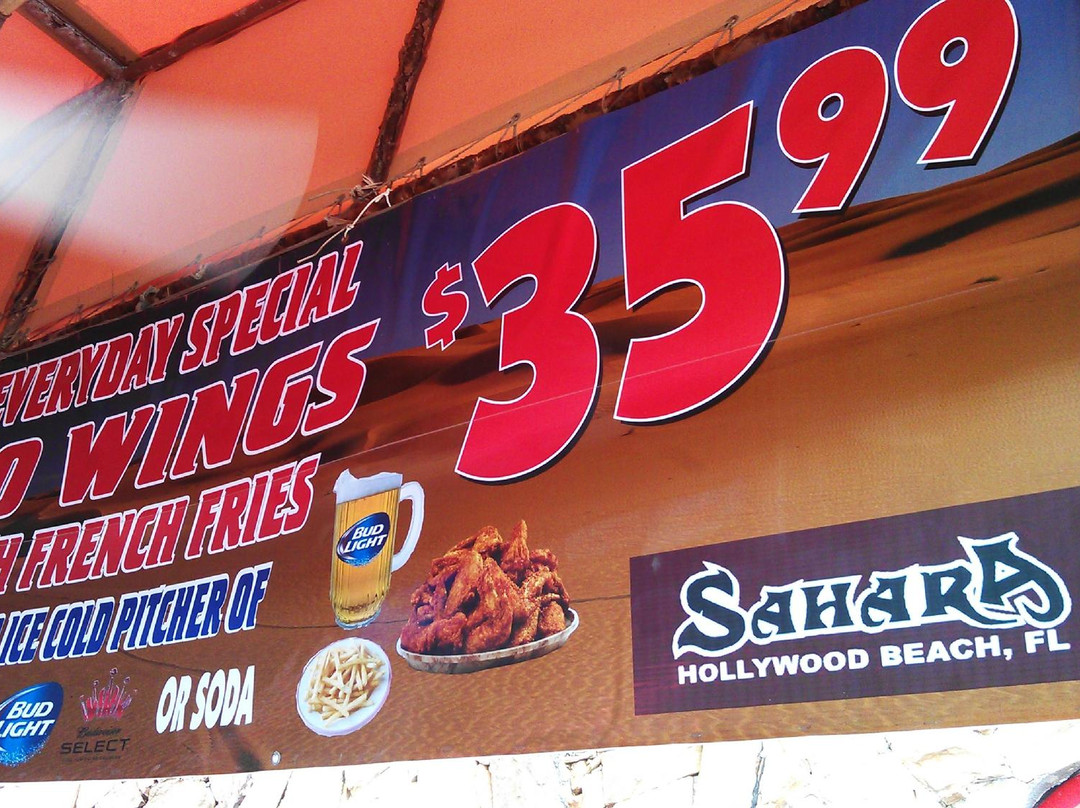 EVERYDAY SPECIAL
WINGS
FRENCH FRIES
ICE COLD PITCHER OF
BUD
LIGHT
Budweiser
SELECT
OR SODA
$35.99
BUD
LIGHT
SAHARA
HOLLYWOOD BEACH, FL